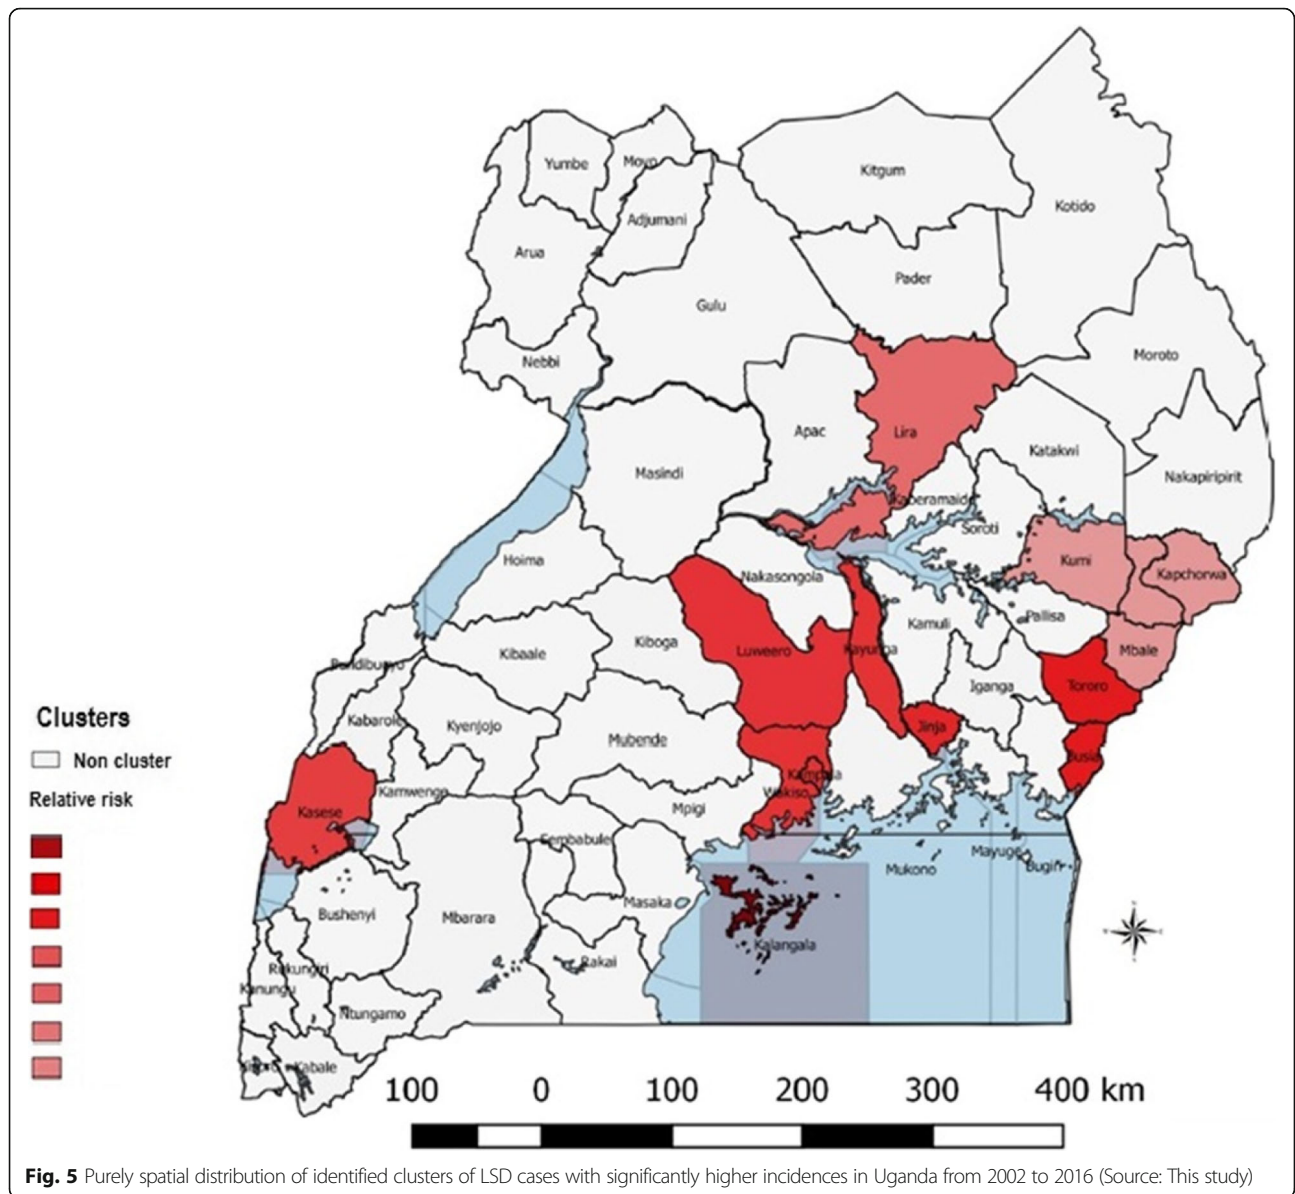 Yumbe
Moyo
Kitgum
Kotido
Adjumani
Arua
Pader
Gulu
Moroto
Nebbi
Lira
Apac
Katakwi
Masindi
Nakapiripirit
Kaberamaido
Soroti
Hoima
Kumi
Kapchorwa
Nakasongola
Pallisa
Kamuli
Kiboga
Luweero
Kayunga
Mbale
Kibaale
Bundibugyo
Iganga
Tororo
Kabarole
Kyenjojo
Jinja
Mubende
Busia
Kampala
Kamwenge
Wakiso
Mpigi
Kasese
Sembabule
Mayuge
Bugiri
Mukono
Masaka
Bushenyi
Mbarara
Kalangala
Rakai
Rukungiri
Kanungu
Ntungamo
Kabale
Clusters
Non cluster
Relative risk
100 0 100 200 300 400 km
Fig. 5 Purely spatial distribution of identified clusters of LSD cases with significantly higher incidences in Uganda from 2002 to 2016 (Source: This study)